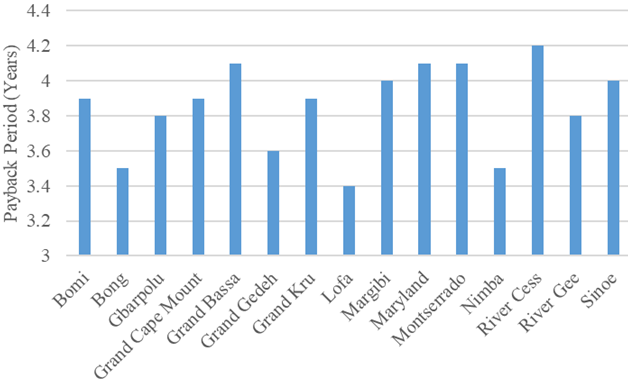 Payback Period (Years)
4.4
4.2
4
3.8
3.6
3.4
3.2
3
Bomi
Bong
Gbarpolu
Grand Cape Mount
Grand Bassa
Grand Gedeh
Grand Kru
Lofa
Margibi
Maryland
Montserrado
Nimba
River Cess
River Gee
Sinoe